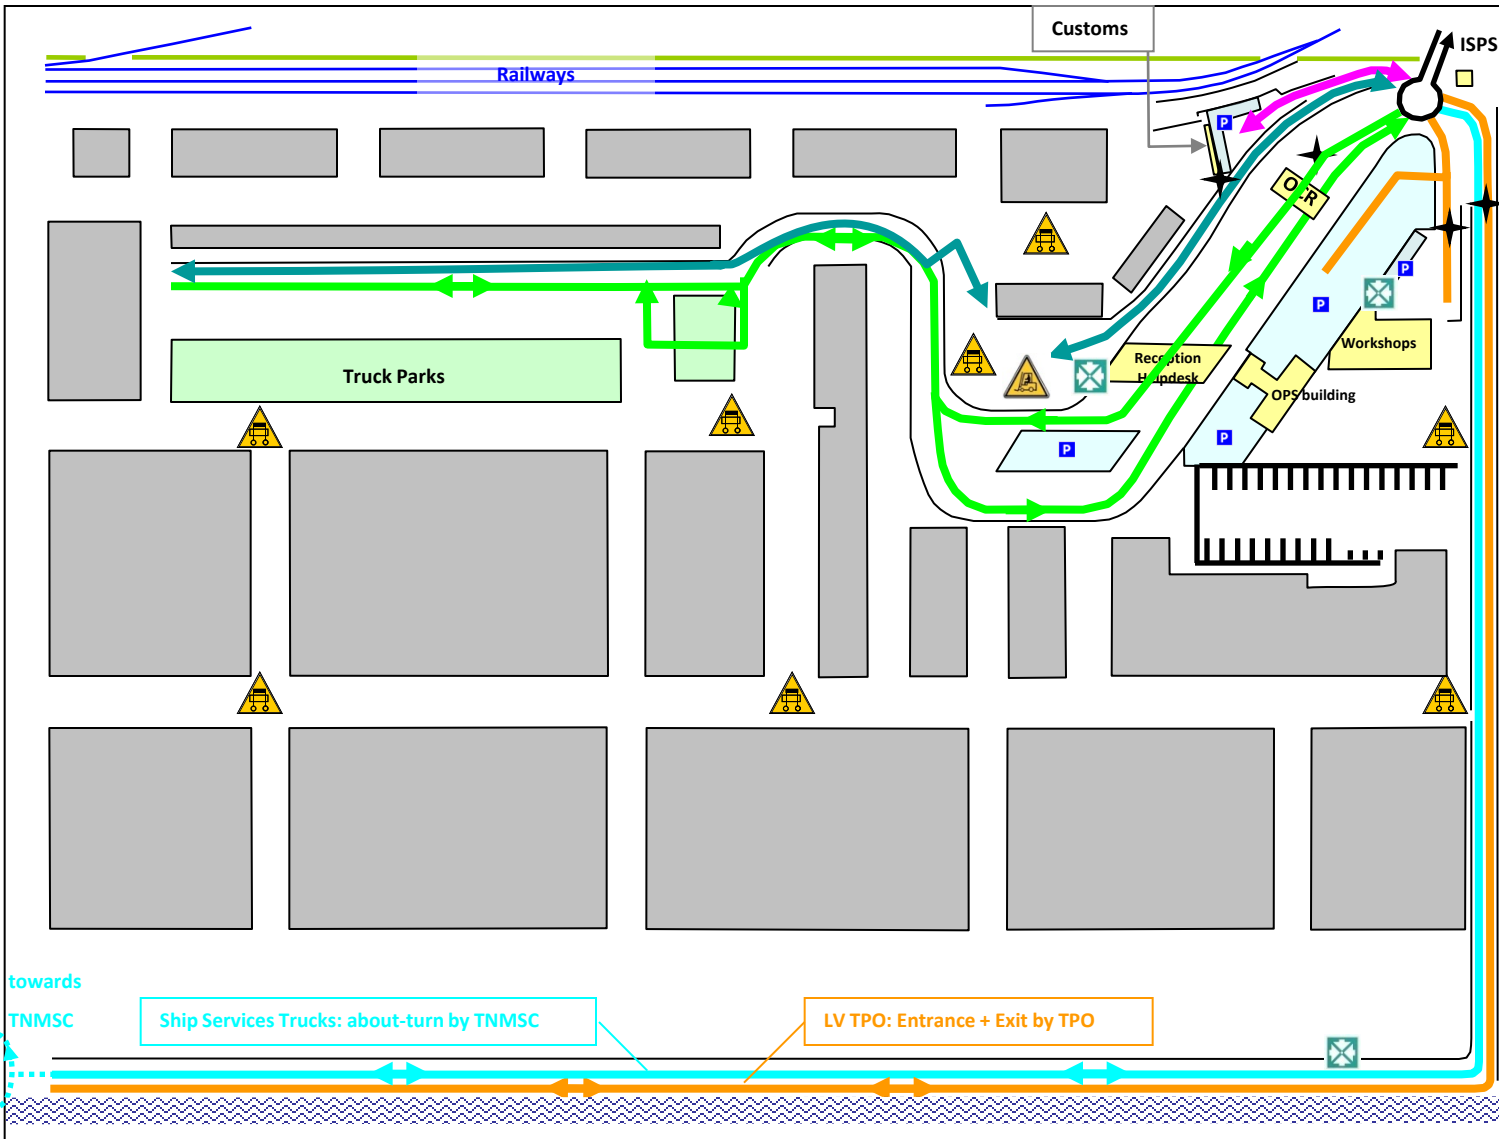 Customs
ISPS
Railways
P
OCR
P
P
Workshops
Reception
Helpdesk
Truck Parks
OPS building
P
P
towards
TNMSC
Ship Services Trucks: about-turn by TNMSC
LV TPO: Entrance + Exit by TPO